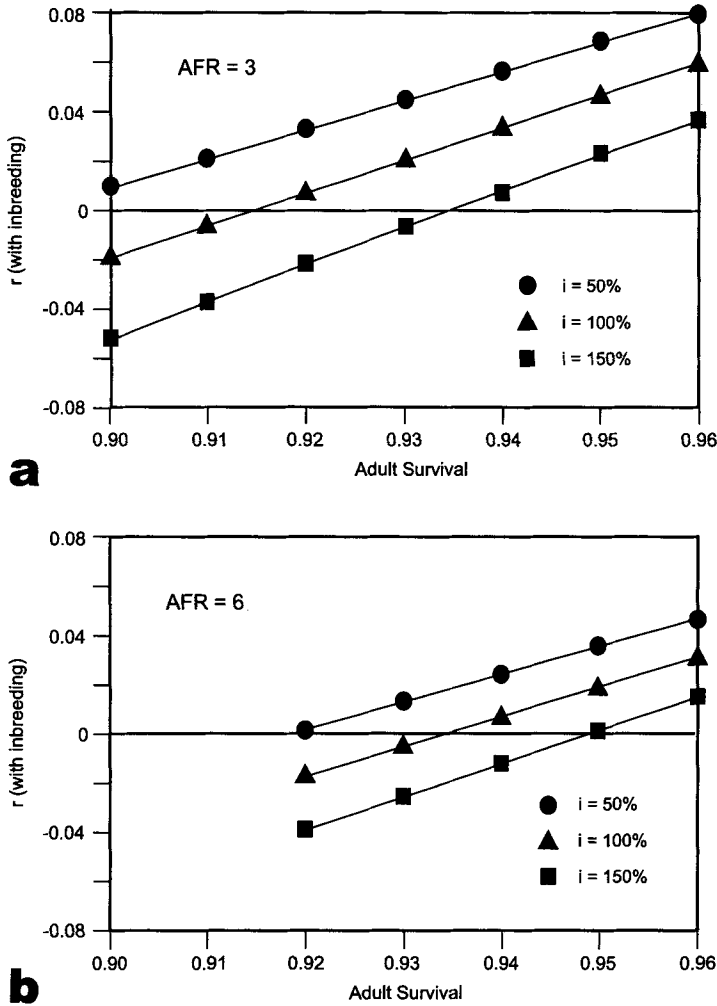 0.08
AFR = 3
0.04
r (with inbreeding)
0
i = 50%
i = 100%
-0.04
i = 150%
-0.08
0.90 0.91 0.92 0.93 0.94 0.95 0.96
Adult Survival
a
0.08
AFR = 6
0.04
r (with inbreeding)
0
i = 50%
-0.04
i = 100%
i = 150%
-0.08
0.90 0.91 0.92 0.93 0.94 0.95 0.96
Adult Survival
b